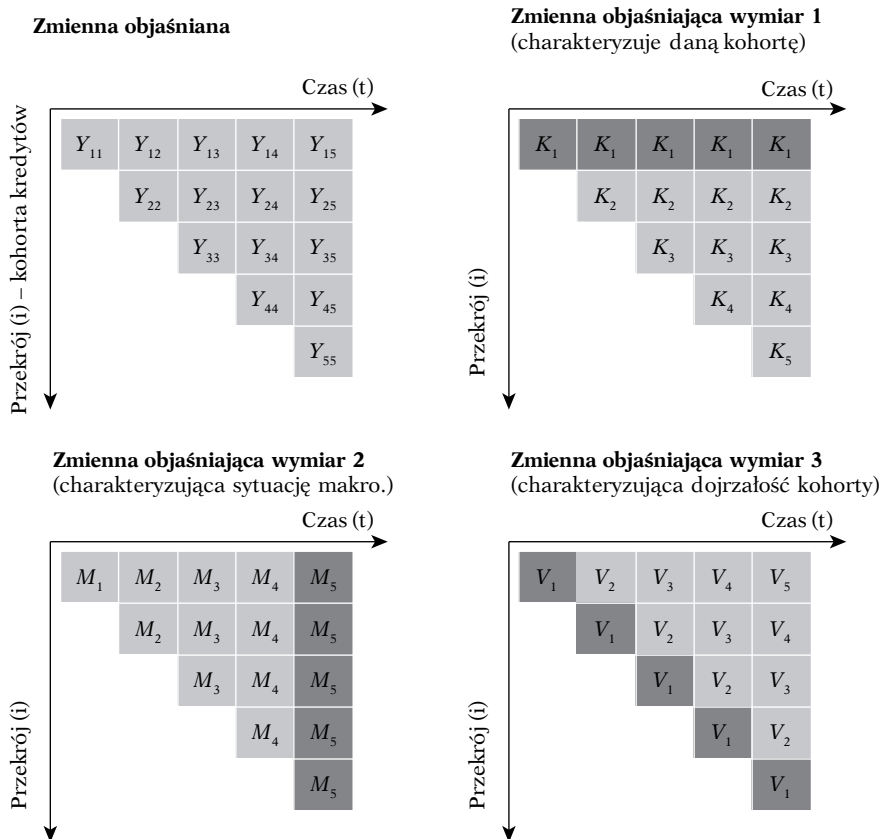 Zmienna objaśniana
Czas (t)
Przekrój (i) – kohorta kredytów
Y11 Y12 Y13 Y14 Y15
Y22 Y23 Y24 Y25
Y33 Y34 Y35
Y44 Y45
Y55
Zmienna objaśniająca wymiar 1
(charakteryzuje daną kohortę)
Czas (t)
Przekrój (i)
K1 K1 K1 K1 K1
K2 K2 K2 K2
K3 K3 K3
K4 K4
K5
Zmienna objaśniająca wymiar 2
(charakteryzująca sytuację makro.)
Czas (t)
Przekrój (i)
M1 M2 M3 M4 M5
M2 M3 M4 M5
M3 M4 M5
M4 M5
M5
Zmienna objaśniająca wymiar 3
(charakteryzująca dojrzałość kohorty)
Czas (t)
Przekrój (i)
V1 V2 V3 V4 V5
V1 V2 V3 V4
V1 V2 V3
V1 V2
V1